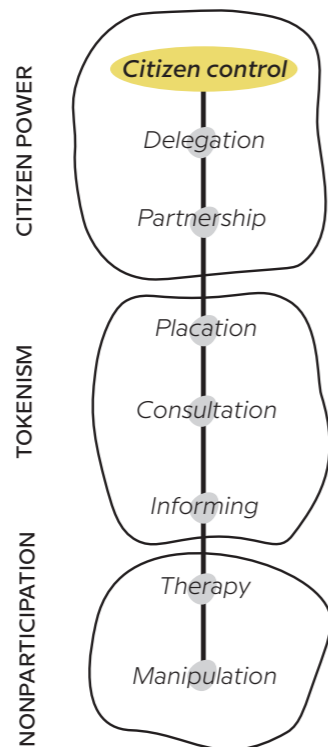 CITIZEN POWER
Citizen control
Delegation
Partnership
TOKENISM
Placation
Consultation
Informing
NONPARTICIPATION
Therapy
Manipulation